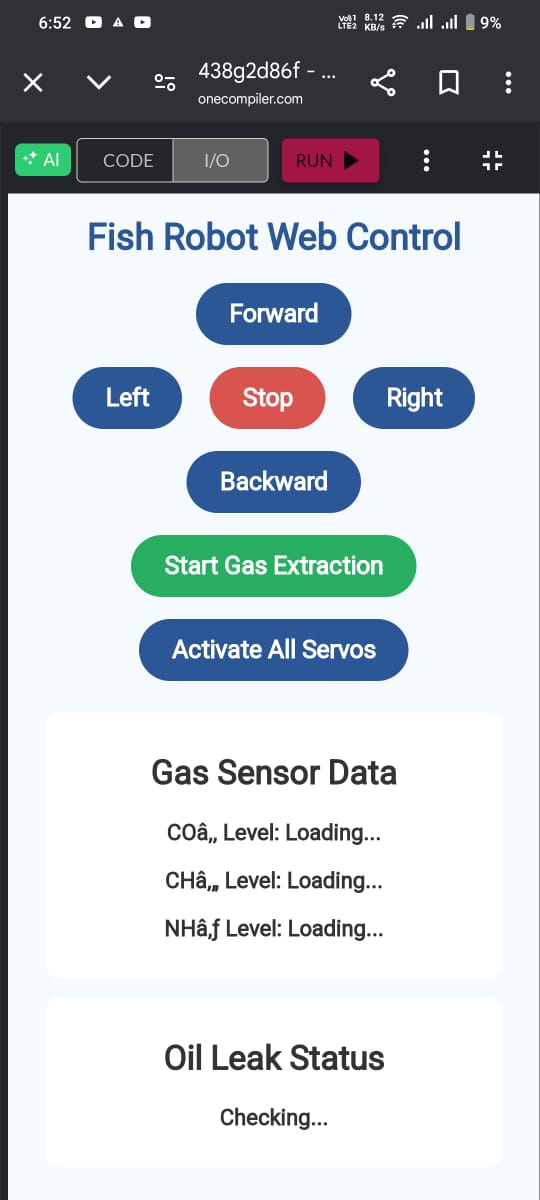 6:52 Vo)) 1 LTE2 8.12 KB/s 9%
438g2d86f - ...
onecompiler.com
AI CODE I/O RUN
Fish Robot Web Control
Forward
Left Stop Right
Backward
Start Gas Extraction
Activate All Servos
Gas Sensor Data
COâ‚‚ Level: Loading...
CHâ‚„ Level: Loading...
NHâ‚ƒ Level: Loading...
Oil Leak Status
Checking...